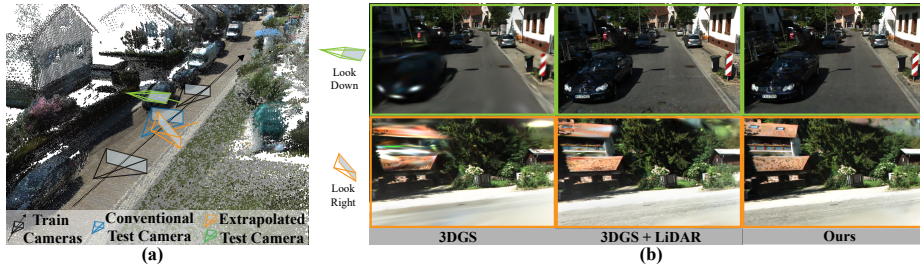 Look
Down
Look
Right
Train
Cameras
Conventional
Test Camera
Extrapolated
Test Camera
3DGS
3DGS + LiDAR
Ours
(a)
(b)